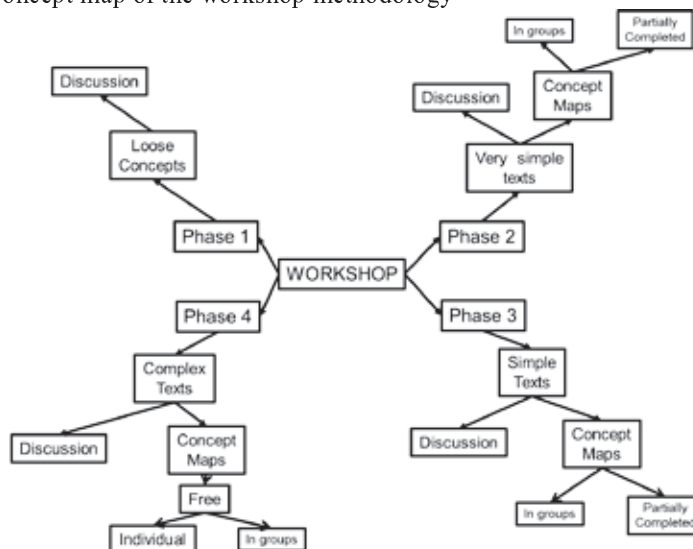 oncept map of the workshop methodology
In groups
Partially
Completed
Discussion
Concept
Maps
Discussion
Loose
Concepts
Very simple
texts
Phase 1
Phase 2
WORKSHOP
Phase 4
Phase 3
Complex
Texts
Simple
Texts
Discussion
Concept
Maps
Discussion
Concept
Maps
Free
In groups
Partially
Completed
Individual
In groups